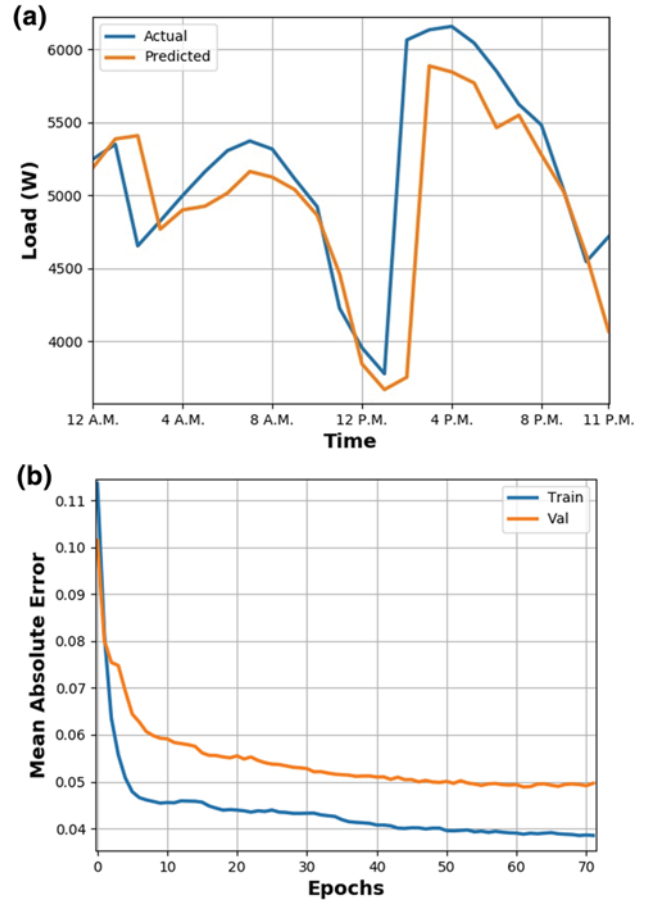 (a)
Actual
Predicted
6000
5500
5000
4500
4000
Load (W)
12 A.M. 4 A.M. 8 A.M. 12 P.M. 4 P.M. 8 P.M. 11 P.M.
Time
(b)
Train
Val
0.11
0.10
0.09
0.08
0.07
0.06
0.05
0.04
Mean Absolute Error
0 10 20 30 40 50 60 70
Epochs